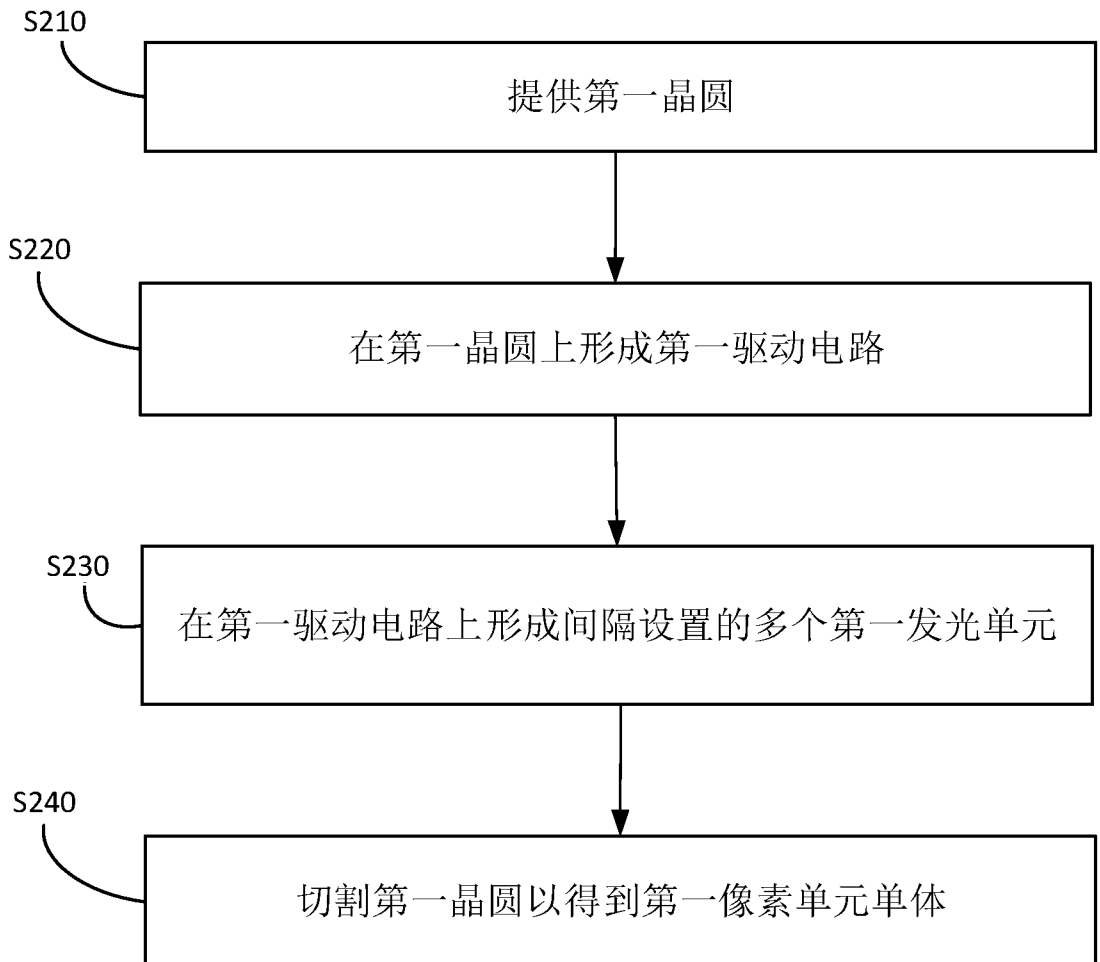 S210
提供第一晶圆
S220
在第一晶圆上形成第一驱动电路
S230
在第一驱动电路上形成间隔设置的多个第一发光单元
S240
切割第一晶圆以得到第一像素单元单体